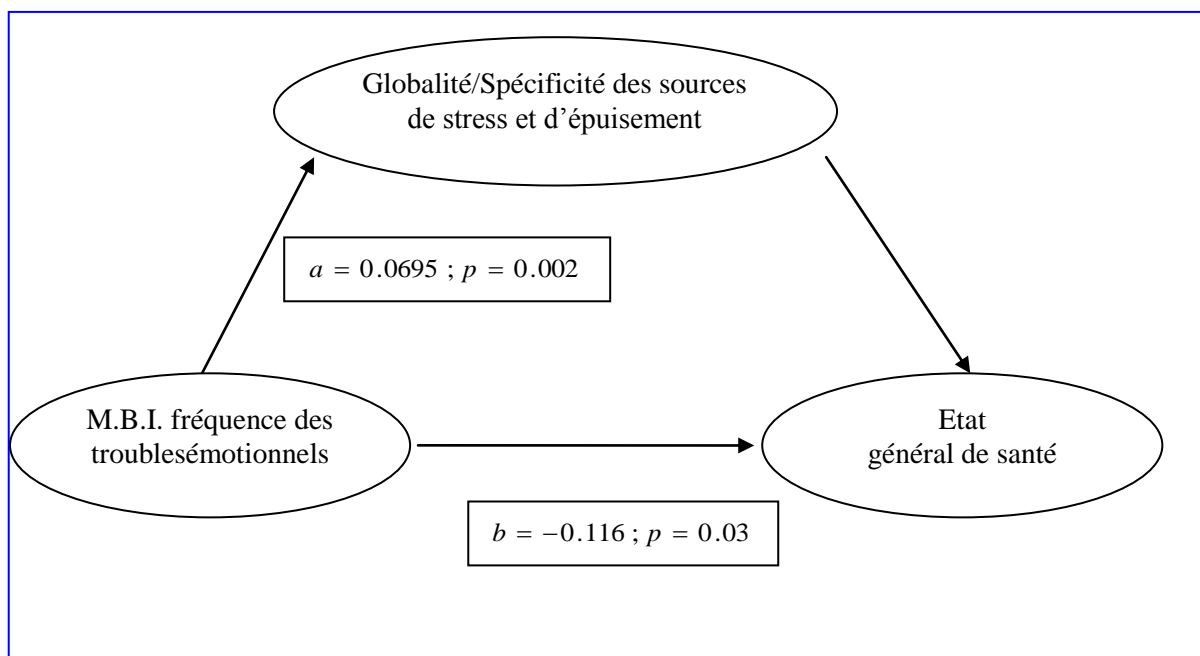 Globalité/Spécificité des sources
de stress et d'épuisement
a = 0.0695 ; p = 0.002
M.B.I. fréquence des
troublesémotionnels
Etat
général de santé
b = −0.116 ; p = 0.03